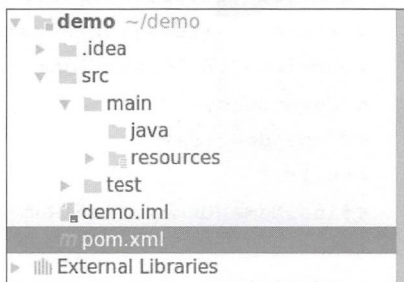 demo ~/demo
.idea
src
main
java
resources
test
demo.iml
pom.xml
External Libraries